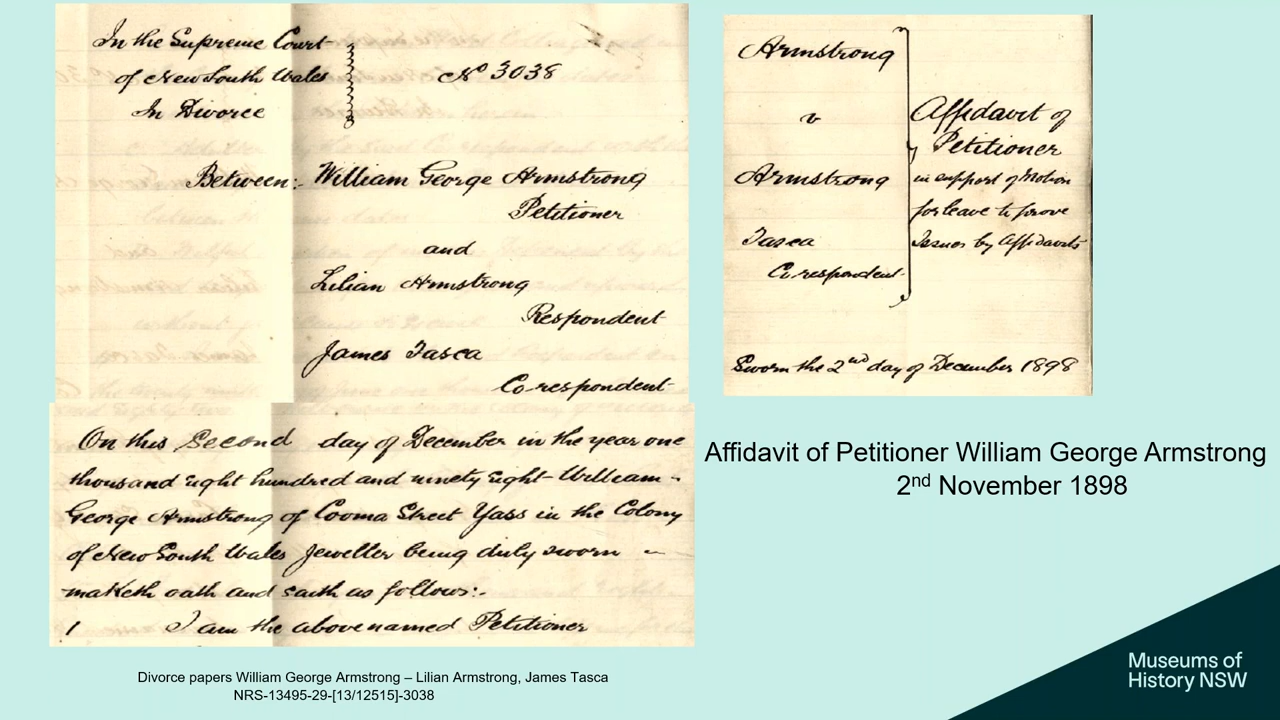 In the Supreme Court
of New South Wales
In Divorce
No 3038
Between:- William George Armstrong
Petitioner
and
Lilian Armstrong
Respondent
James Tasca
Co-respondent
On this Second day of December in the year one
thousand eight hundred and ninety eight William
George Armstrong of Cooma Street Yass in the Colony
of New South Wales Jeweller being duly sworn
maketh oath and saith as follows:-
1 I am the abovenamed Petitioner
Armstrong
v
Armstrong
Tasca
Co-respondent
Affidavit of
Petitioner
in support of Motion
for leave to prove
Issues by Affidavits
Sworn the 2nd day of December 1898
Affidavit of Petitioner William George Armstrong
2nd November 1898
Divorce papers William George Armstrong – Lilian Armstrong, James Tasca
NRS-13495-29-[13/12515]-3038
Museums of
History NSW